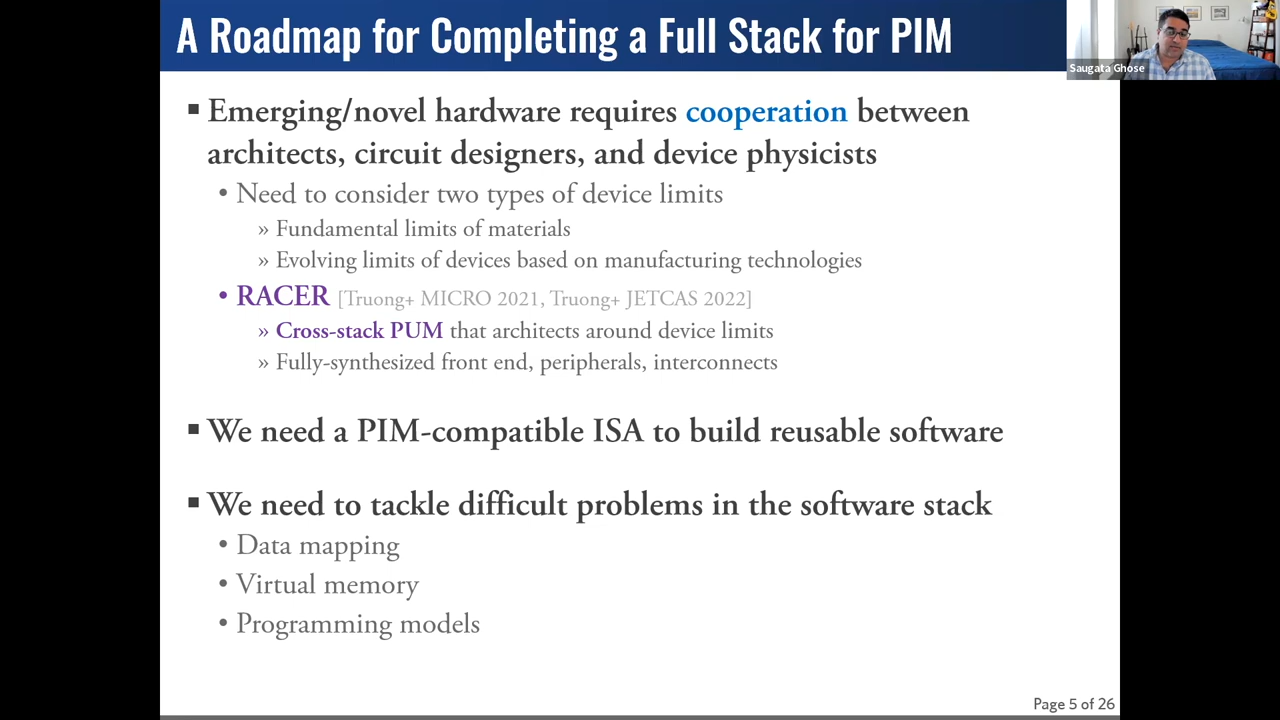 A Roadmap for Completing a Full Stack for PIM
Saugata Ghose
▪ Emerging/novel hardware requires cooperation between
architects, circuit designers, and device physicists
• Need to consider two types of device limits
» Fundamental limits of materials
» Evolving limits of devices based on manufacturing technologies
• RACER [Truong+ MICRO 2021, Truong+ JETCAS 2022]
» Cross-stack PUM that architects around device limits
» Fully-synthesized front end, peripherals, interconnects
▪ We need a PIM-compatible ISA to build reusable software
▪ We need to tackle difficult problems in the software stack
• Data mapping
• Virtual memory
• Programming models
Page 5 of 26